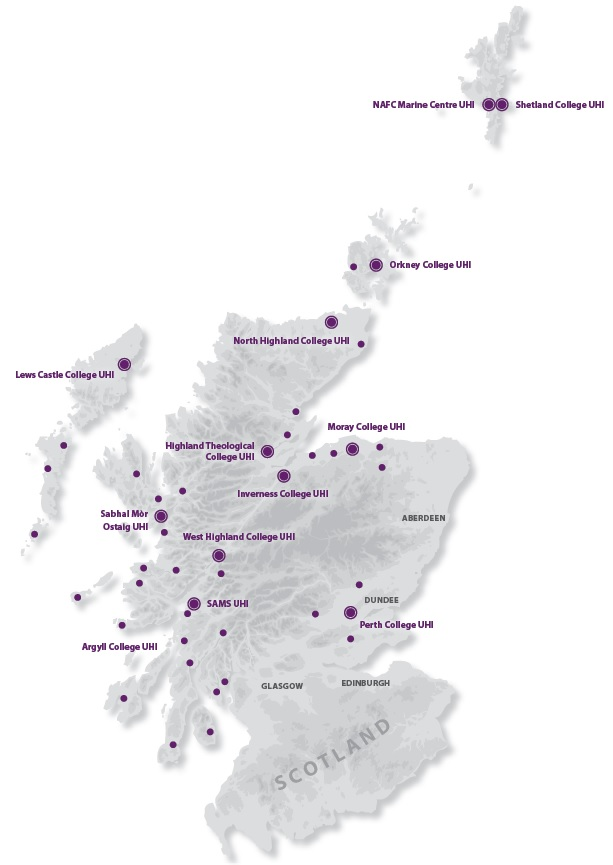 NAFC Marine Centre UHI
Shetland College UHI
Orkney College UHI
North Highland College UHI
Lews Castle College UHI
Moray College UHI
Highland Theological
College UHI
Inverness College UHI
Sabhal Mòr
Ostaig UHI
ABERDEEN
West Highland College UHI
SAMS UHI
DUNDEE
Perth College UHI
Argyll College UHI
GLASGOW
EDINBURGH
SCOTLAND